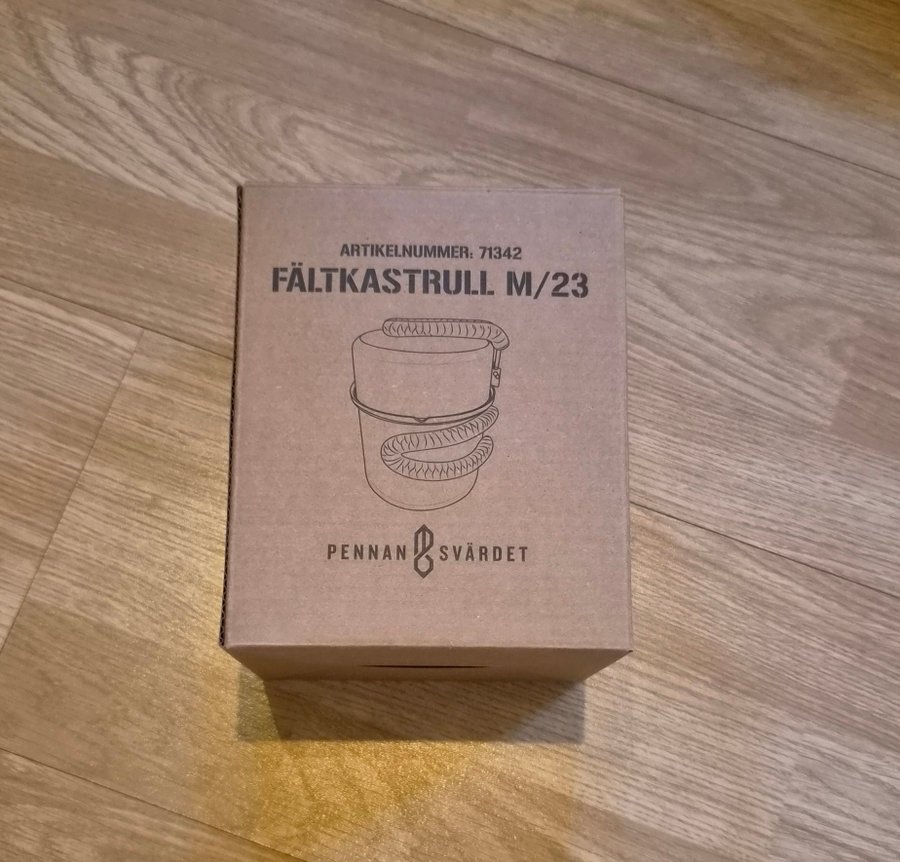 ARTIKELNUMMER: 71342
FÄLTKASTRULL M/23
PENNAN SVÄRDET